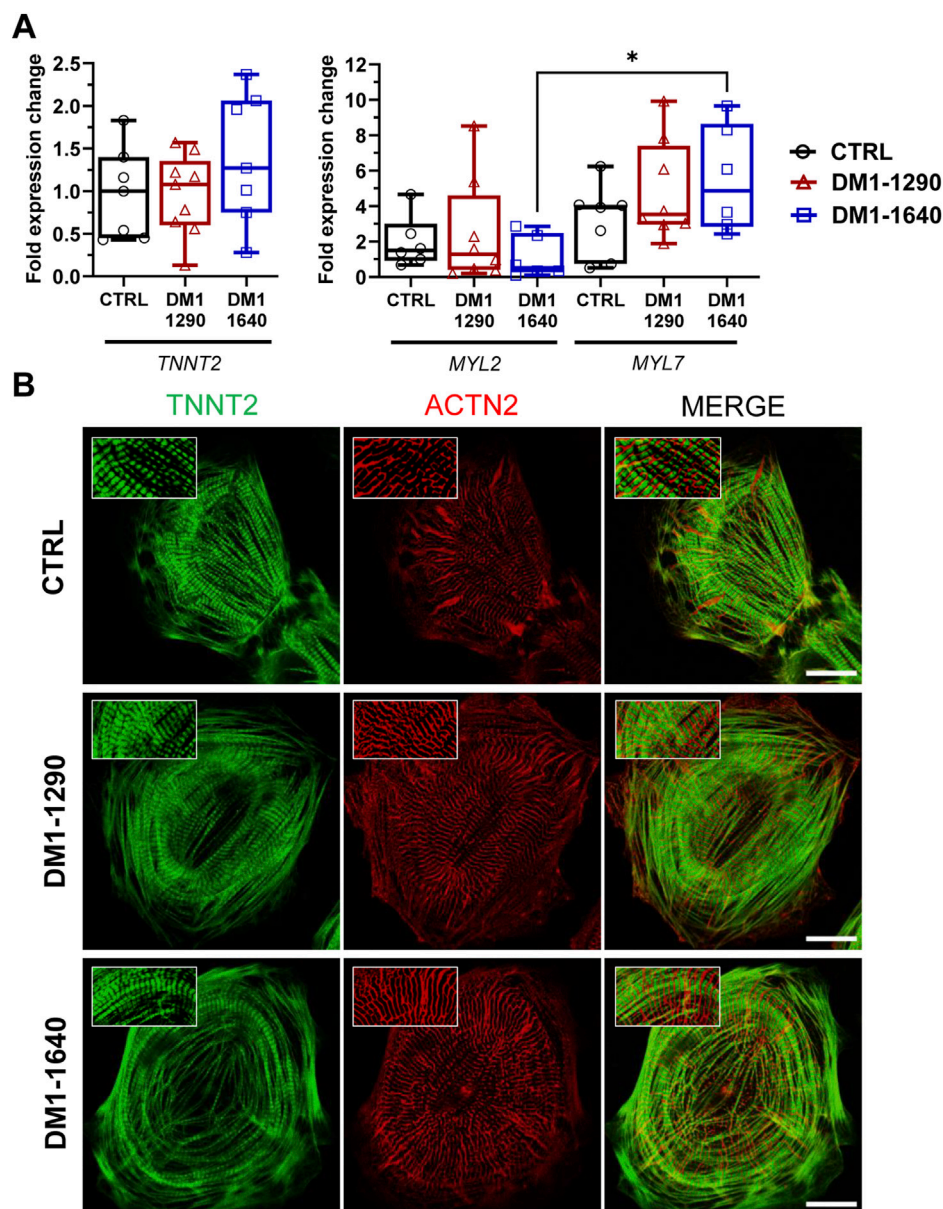 A
Fold expression change
2.5
2.0
1.5
1.0
0.5
0.0
CTRL
DM1
1290
DM1
1640
TNNT2
Fold expression change
12
10
8
6
4
2
0
*
CTRL
DM1
1290
DM1
1640
CTRL
DM1
1290
DM1
1640
MYL2
MYL7
CTRL
DM1-1290
DM1-1640
B
TNNT2
ACTN2
MERGE
CTRL
DM1-1290
DM1-1640